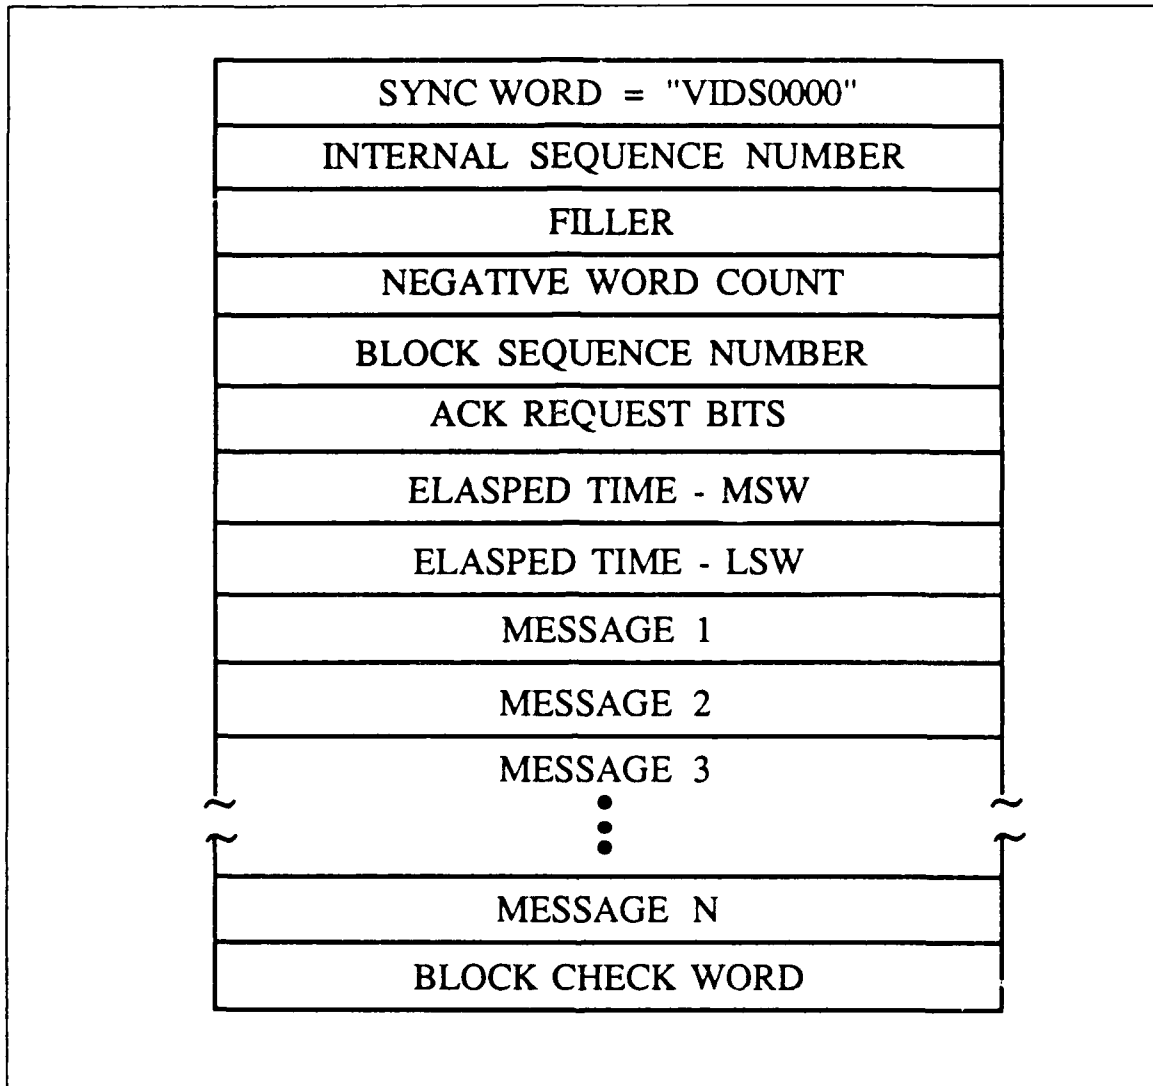 SYNC WORD = "VIDS0000"
INTERNAL SEQUENCE NUMBER
FILLER
NEGATIVE WORD COUNT
BLOCK SEQUENCE NUMBER
ACK REQUEST BITS
ELASPED TIME - MSW
ELASPED TIME - LSW
MESSAGE 1
MESSAGE 2
MESSAGE 3
MESSAGE N
BLOCK CHECK WORD